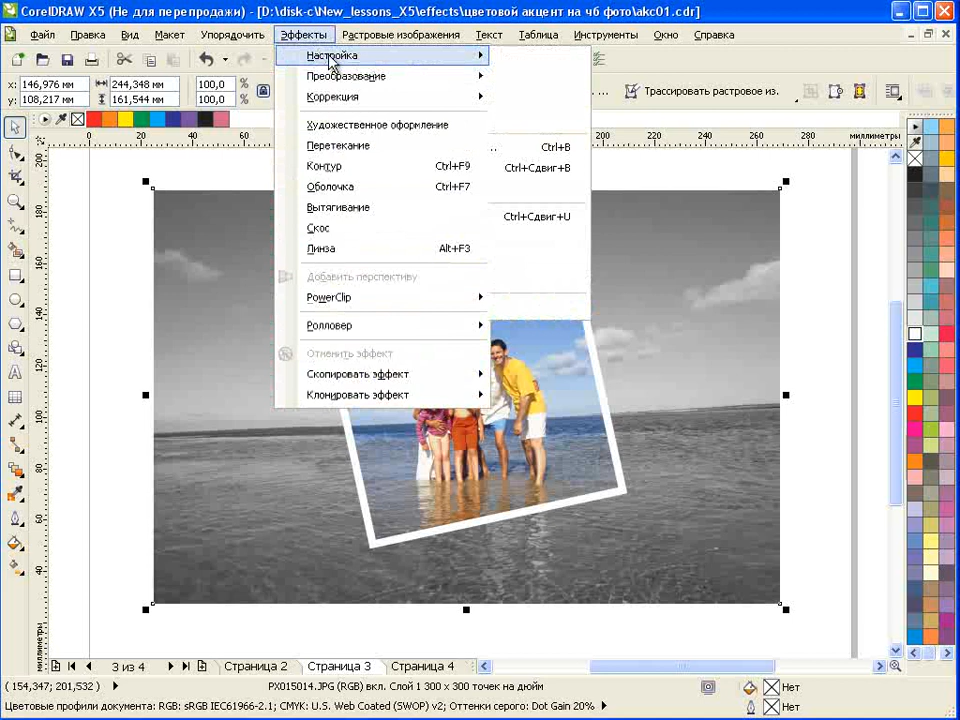 CorelDRAW X5 (Не для перепродажи) - [D:\disk-c\New_lessons_X5\effects\цветовой акцент на чб фото\akc01.cdr]
Файл Правка Вид Макет Упорядочить Эффекты Растровые изображения Текст Таблица Инструменты Окно Справка
x: 146,976 мм 244,348 мм 100,0 %
y: 108,217 мм 161,544 мм 100,0 %
... Трассировать растровое из.
Настройка
Преобразование
Коррекция
Художественное оформление
Перетекание
Контур Ctrl+F9
Оболочка Ctrl+F7
Вытягивание
Скос
Линза Alt+F3
Добавить перспективу
PowerClip
Ролловер
Отменить эффект
Скопировать эффект
Клонировать эффект
.. Ctrl+B
Ctrl+Сдвиг+B
Ctrl+Сдвиг+U
0 20 40 60 200 220 240 260 280 миллиметры
200
180
160
140
120
100
80
60
40
миллиметры
3 из 4 Страница 2 Страница 3 Страница 4
( 154,347; 201,532 ) PX015014.JPG (RGB) вкл. Слой 1 300 x 300 точек на дюйм Нет
Цветовые профили документа: RGB: sRGB IEC61966-2.1; CMYK: U.S. Web Coated (SWOP) v2; Оттенки серого: Dot Gain 20% Нет